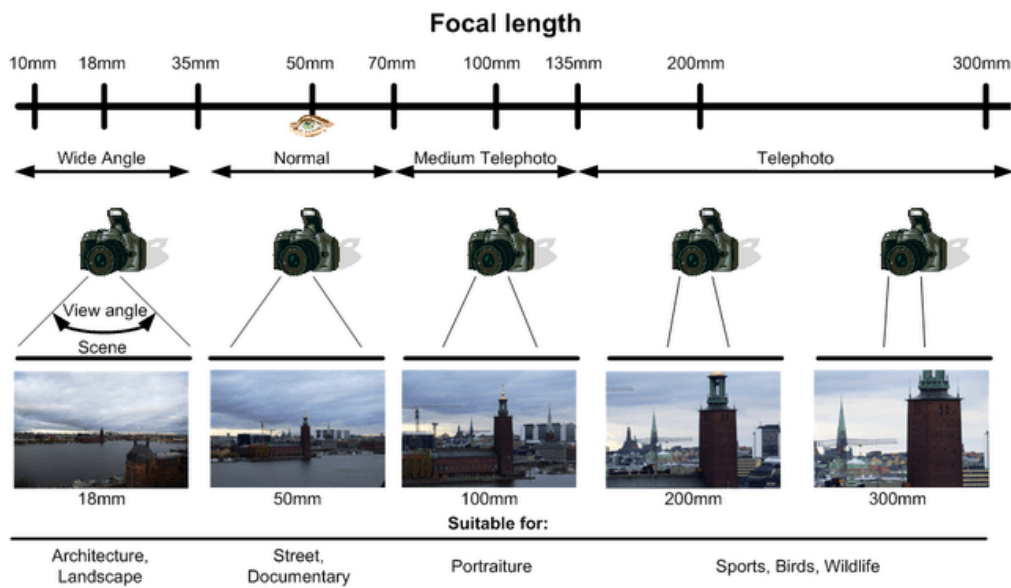 Focal length
10mm 18mm 35mm 50mm 70mm 100mm 135mm 200mm 300mm
Wide Angle Normal Medium Telephoto Telephoto
View angle
Scene
18mm 50mm 100mm 200mm 300mm
Suitable for:
Architecture, Street, Portraiture Sports, Birds, Wildlife
Landscape Documentary